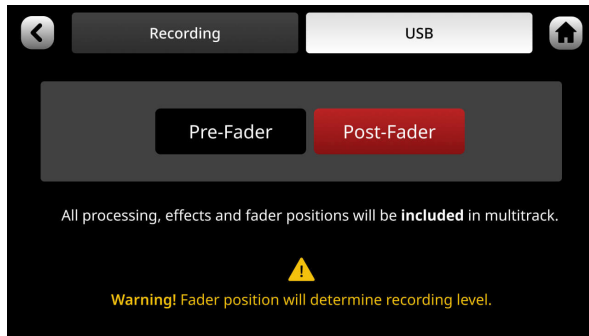 Recording
USB
Pre-Fader
Post-Fader
All processing, effects and fader positions will be included in multitrack.
Warning! Fader position will determine recording level.